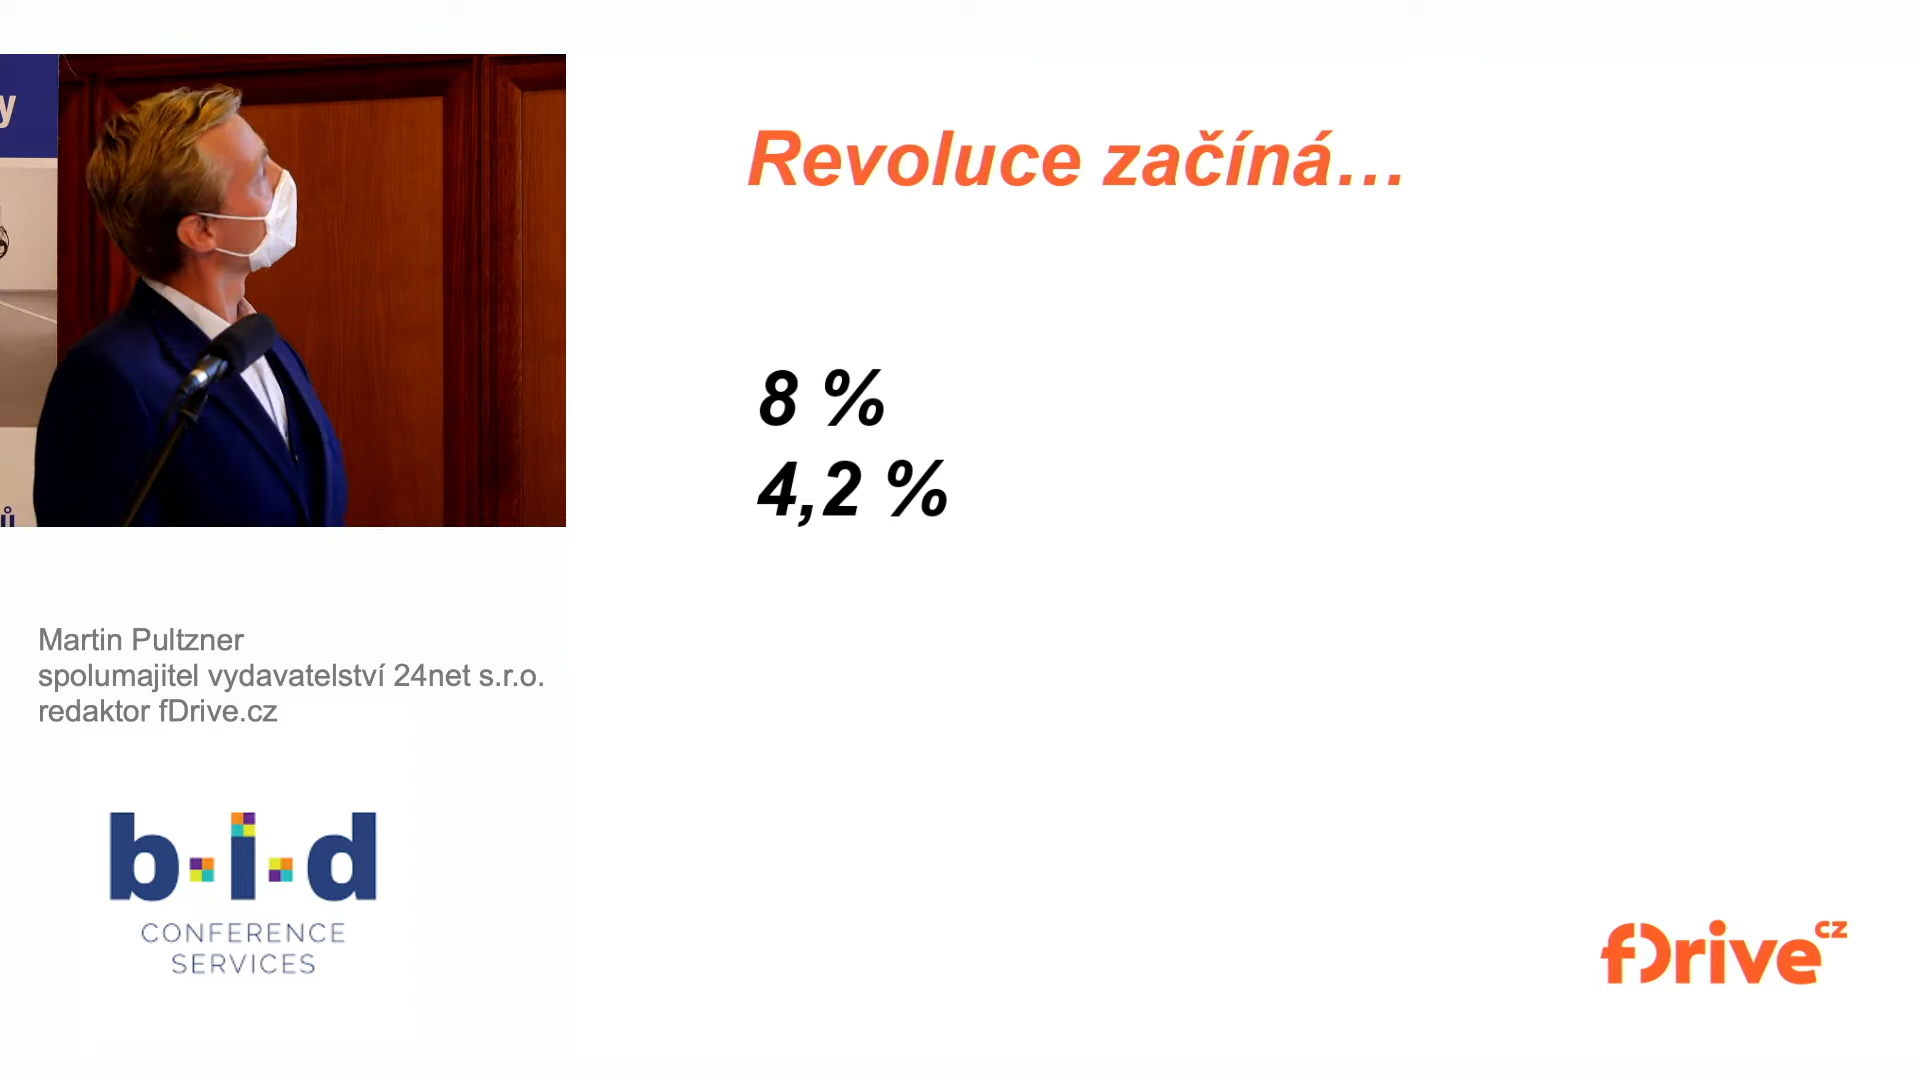 y
ů
Revoluce začíná…
8 %
4,2 %
Martin Pultzner
spolumajitel vydavatelství 24net s.r.o.
redaktor fDrive.cz
b·i·d
CONFERENCE
SERVICES
fDrive CZ